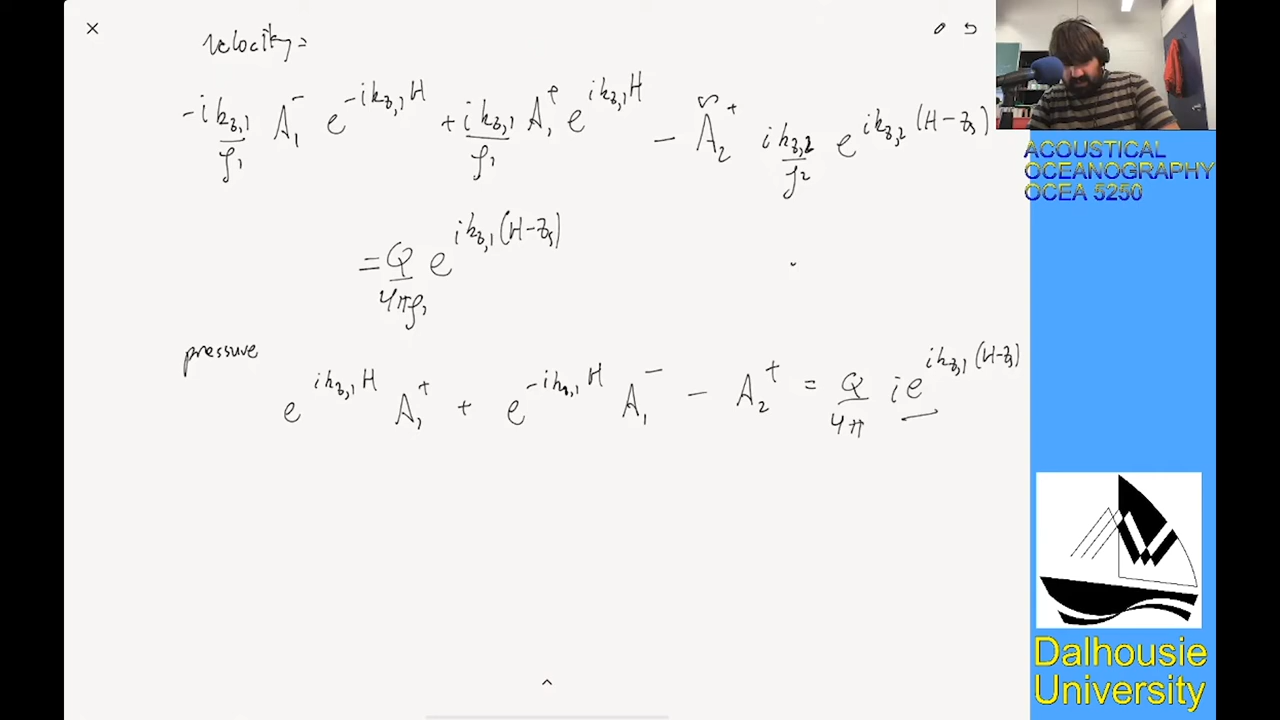 velocity =
-ik_{z,1}/ρ_1 A_1^- e^{-ik_{z,1}H} + ik_{z,1}/ρ_1 A_1^+ e^{ik_{z,1}H} - A_2^+ ik_{z,2}/ρ_2 e^{ik_{z,2}(H-z_s)}
= Q/4πρ_1 e^{ik_{z,1}(H-z_s)}
pressure
e^{ik_{z,1}H} A_1^+ + e^{-ik_{z,1}H} A_1^- - A_2^+ = Q/4π i e^{ik_{z,1}(H-z_s)}
ACOUSTICAL
OCEANOGRAPHY
OCEA 5250
Dalhousie
University